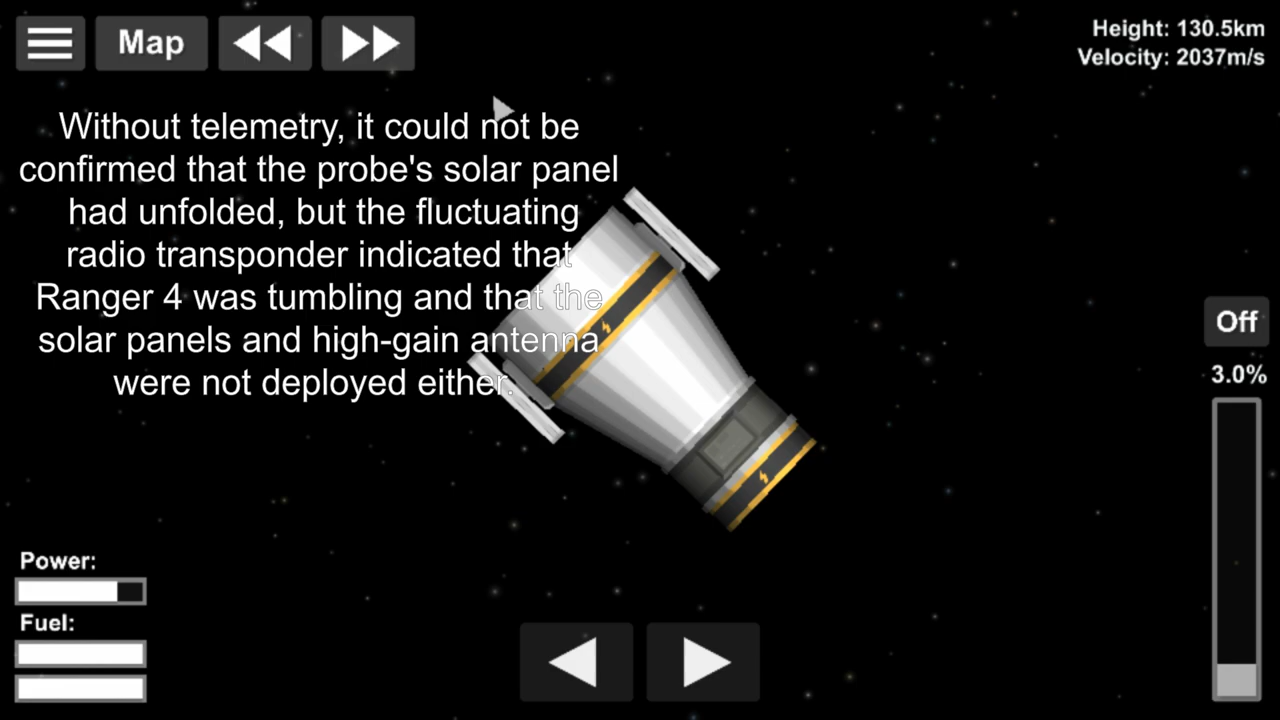 Map
Height: 130.5km
Velocity: 2037m/s
Without telemetry, it could not be
confirmed that the probe's solar panel
had unfolded, but the fluctuating
radio transponder indicated that
Ranger 4 was tumbling and that the
solar panels and high-gain antenna
were not deployed either.
Off
3.0%
Power:
Fuel: